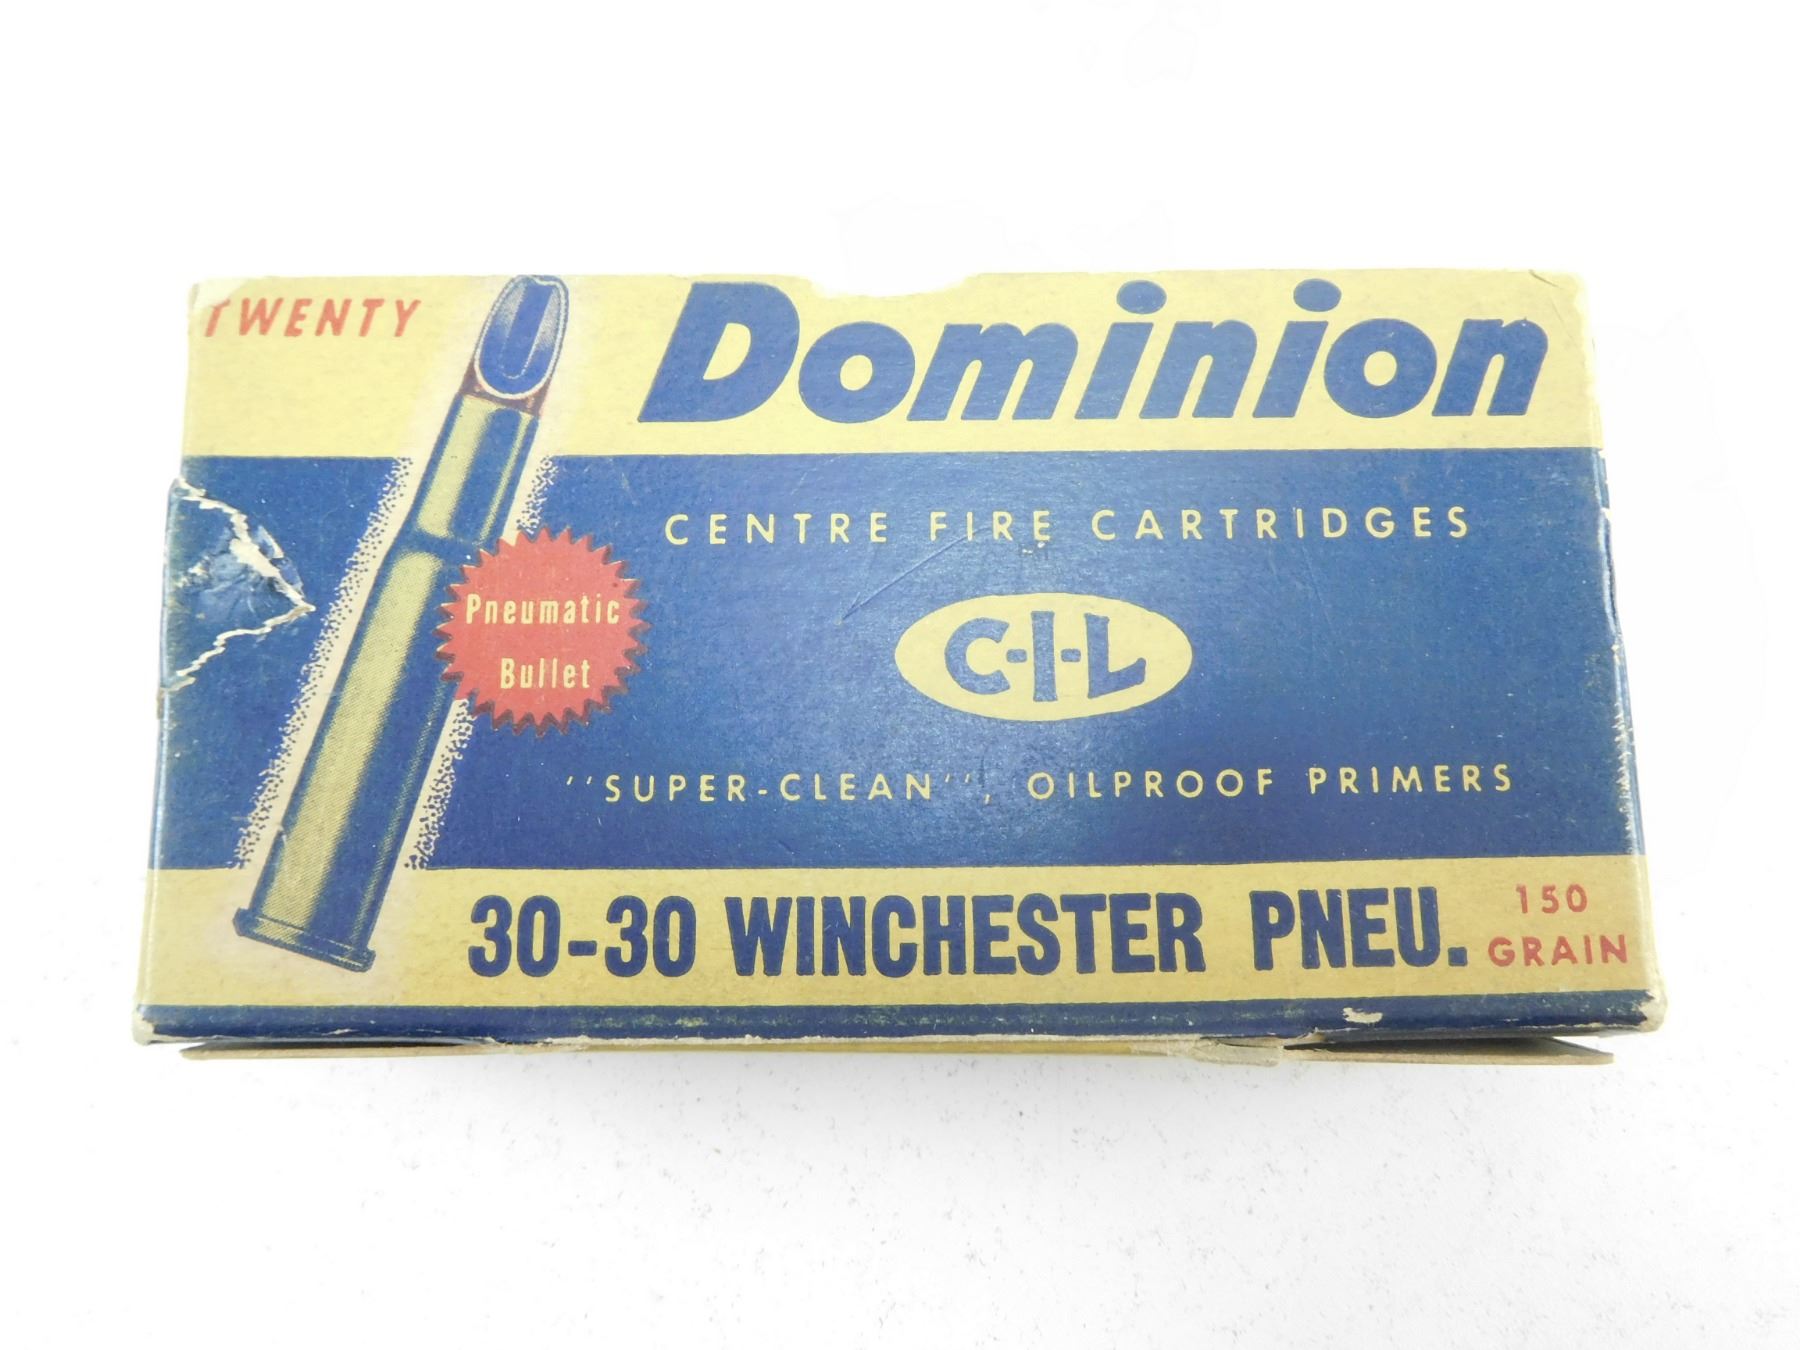 TWENTY
Dominion
CENTRE FIRE CARTRIDGES
Pneumatic
Bullet
C-I-L
"SUPER-CLEAN", OILPROOF PRIMERS
30-30 WINCHESTER PNEU.
150
GRAIN